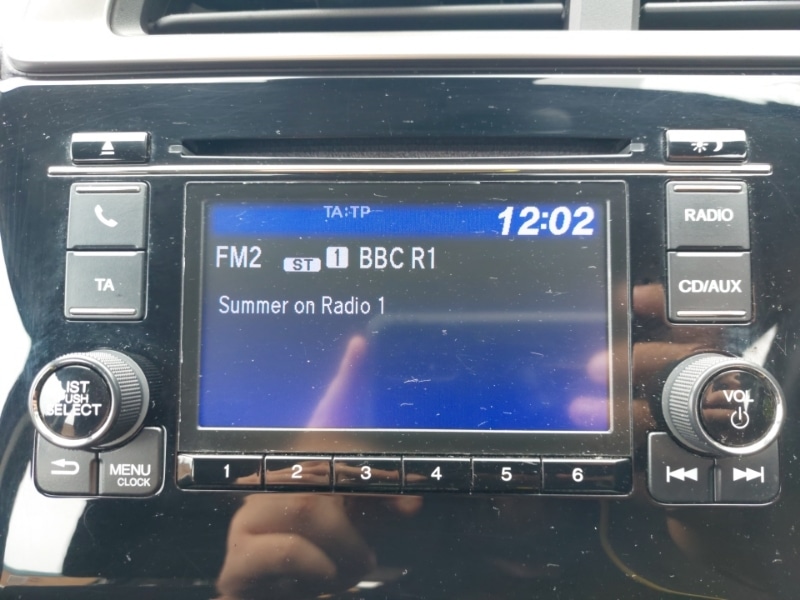 TA:TP 12:02
RADIO
FM2 ST 1 BBC R1
TA
CD/AUX
Summer on Radio 1
LIST
PUSH
SELECT
VOL
MENU
CLOCK
1 2 3 4 5 6